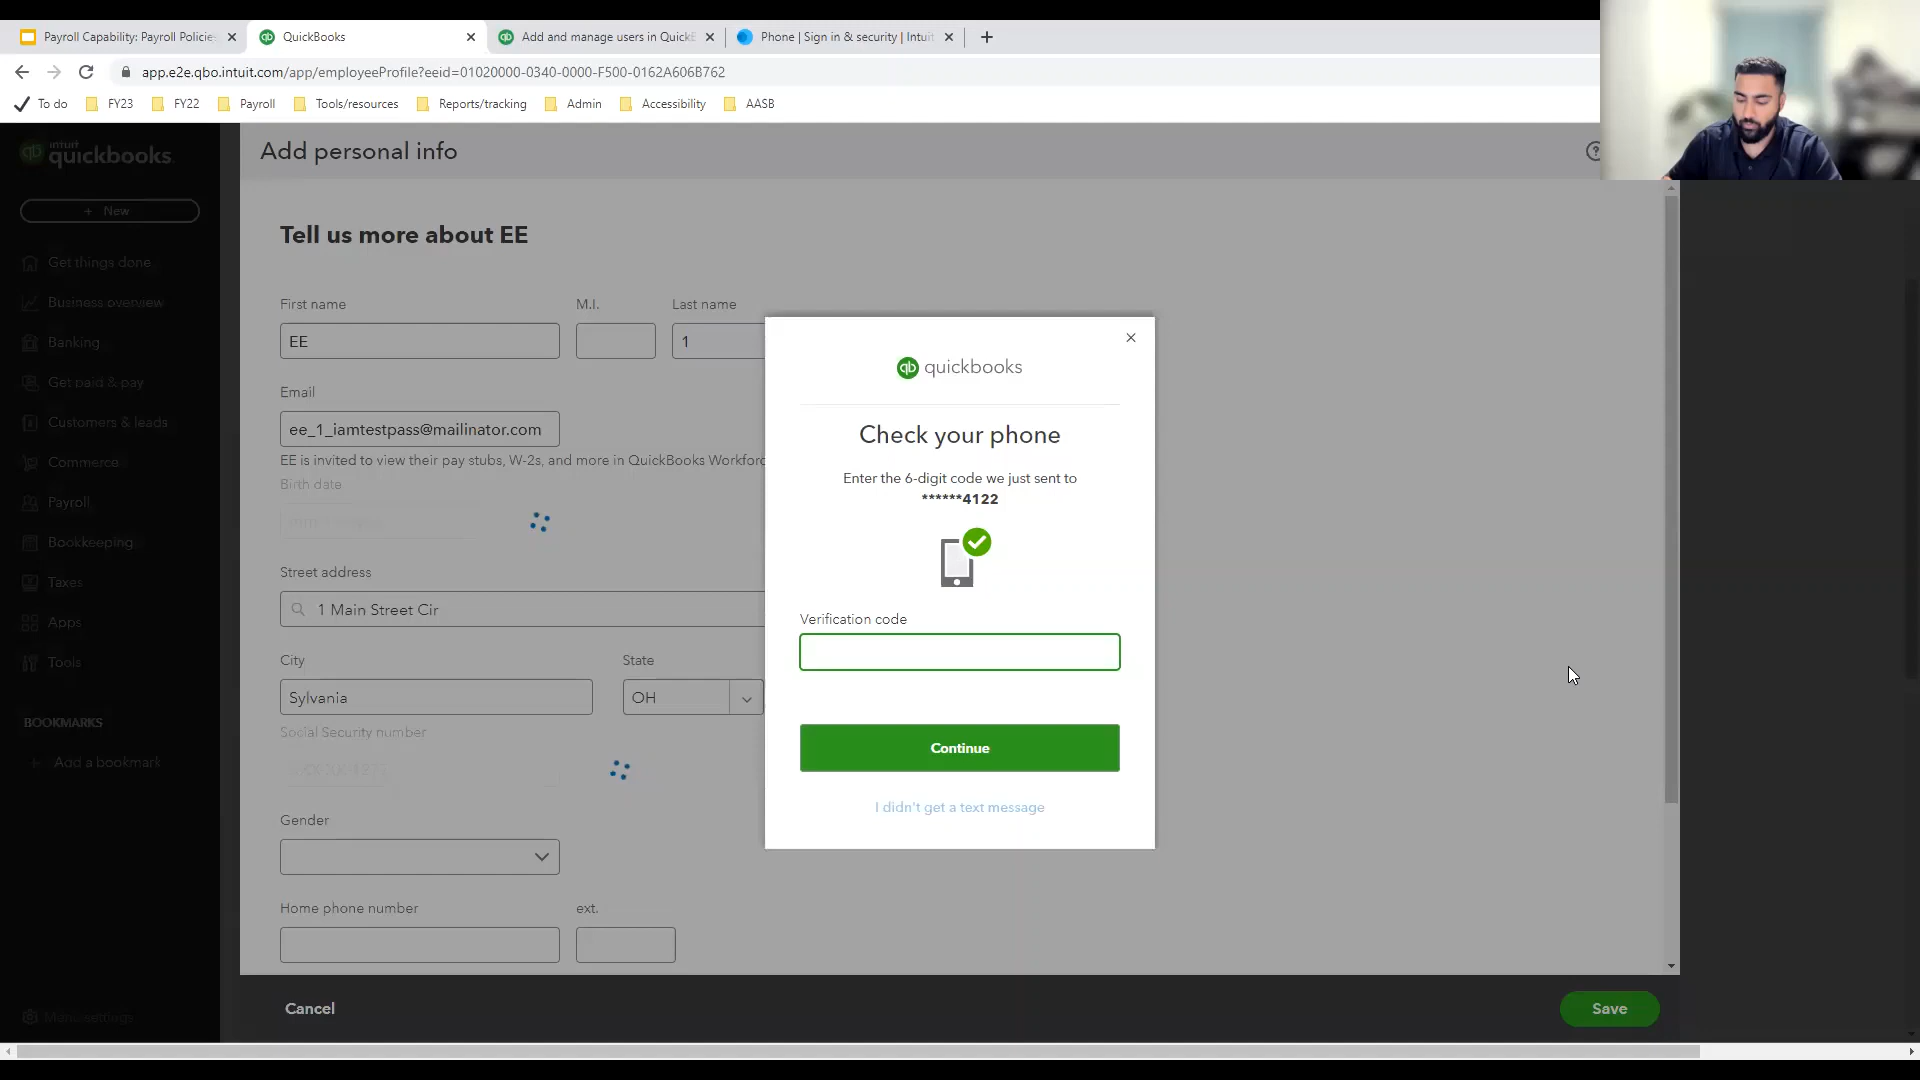 Payroll Capability: Payroll Policie
QuickBooks
Add and manage users in QuickB
Phone | Sign in & security | Intuit
app.e2e.qbo.intuit.com/app/employeeProfile?eeid=01020000-0340-0000-F500-0162A606B762
To do
FY23
FY22
Payroll
Tools/resources
Reports/tracking
Admin
Accessibility
AASB
intuit
quickbooks
Add personal info
+ New
Get things done
Business overview
Banking
Get paid & pay
Customers & leads
Commerce
Payroll
Bookkeeping
Taxes
Apps
Tools
BOOKMARKS
+ Add a bookmark
Menu settings
Tell us more about EE
First name
M.I.
Last name
EE
1
Email
ee_1_iamtestpass@mailinator.com
EE is invited to view their pay stubs, W-2s, and more in QuickBooks Workforc
Birth date
Street address
1 Main Street Cir
City
State
Sylvania
OH
Social Security number
Gender
Home phone number
ext.
Cancel
Save
qb quickbooks
Check your phone
Enter the 6-digit code we just sent to
******4122
Verification code
Continue
I didn't get a text message